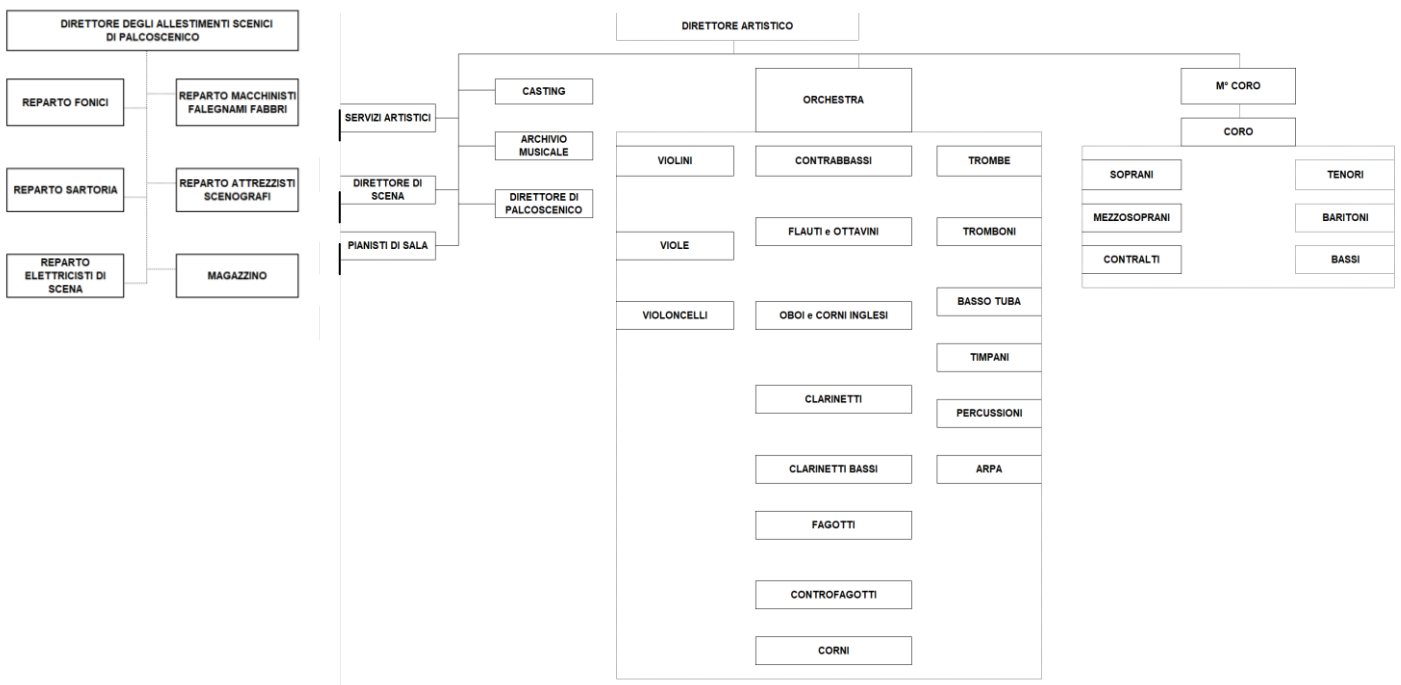 DIRETTORE DEGLI ALLESTIMENTI SCENICI
DI PALCOSCENICO
REPARTO FONICI
REPARTO MACCHINISTI
FALEGNAMI FABBRI
REPARTO SARTORIA
REPARTO ATTREZZISTI
SCENOGRAFI
REPARTO
ELETTRICISTI DI
SCENA
MAGAZZINO
DIRETTORE ARTISTICO
SERVIZI ARTISTICI
DIRETTORE DI
SCENA
PIANISTI DI SALA
CASTING
ARCHIVIO
MUSICALE
DIRETTORE DI
PALCOSCENICO
ORCHESTRA
VIOLINI
VIOLE
VIOLONCELLI
CONTRABBASSI
FLAUTI e OTTAVINI
OBOI e CORNI INGLESI
CLARINETTI
CLARINETTI BASSI
FAGOTTI
CONTROFAGOTTI
CORNI
TROMBE
TROMBONI
BASSO TUBA
TIMPANI
PERCUSSIONI
ARPA
M° CORO
CORO
SOPRANI
MEZZOSOPRANI
CONTRALTI
TENORI
BARITONI
BASSI